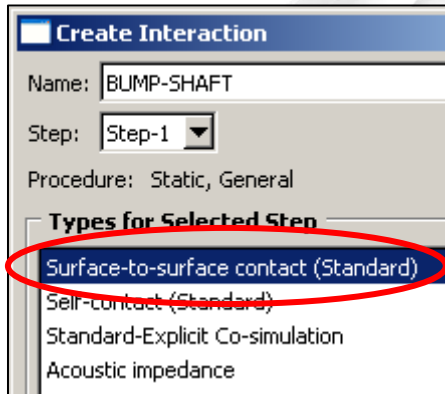 Create Interaction
Name: BUMP-SHAFT
Step: Step-1
Procedure: Static, General
Types for Selected Step
Surface-to-surface contact (Standard)
Self-contact (Standard)
Standard-Explicit Co-simulation
Acoustic impedance